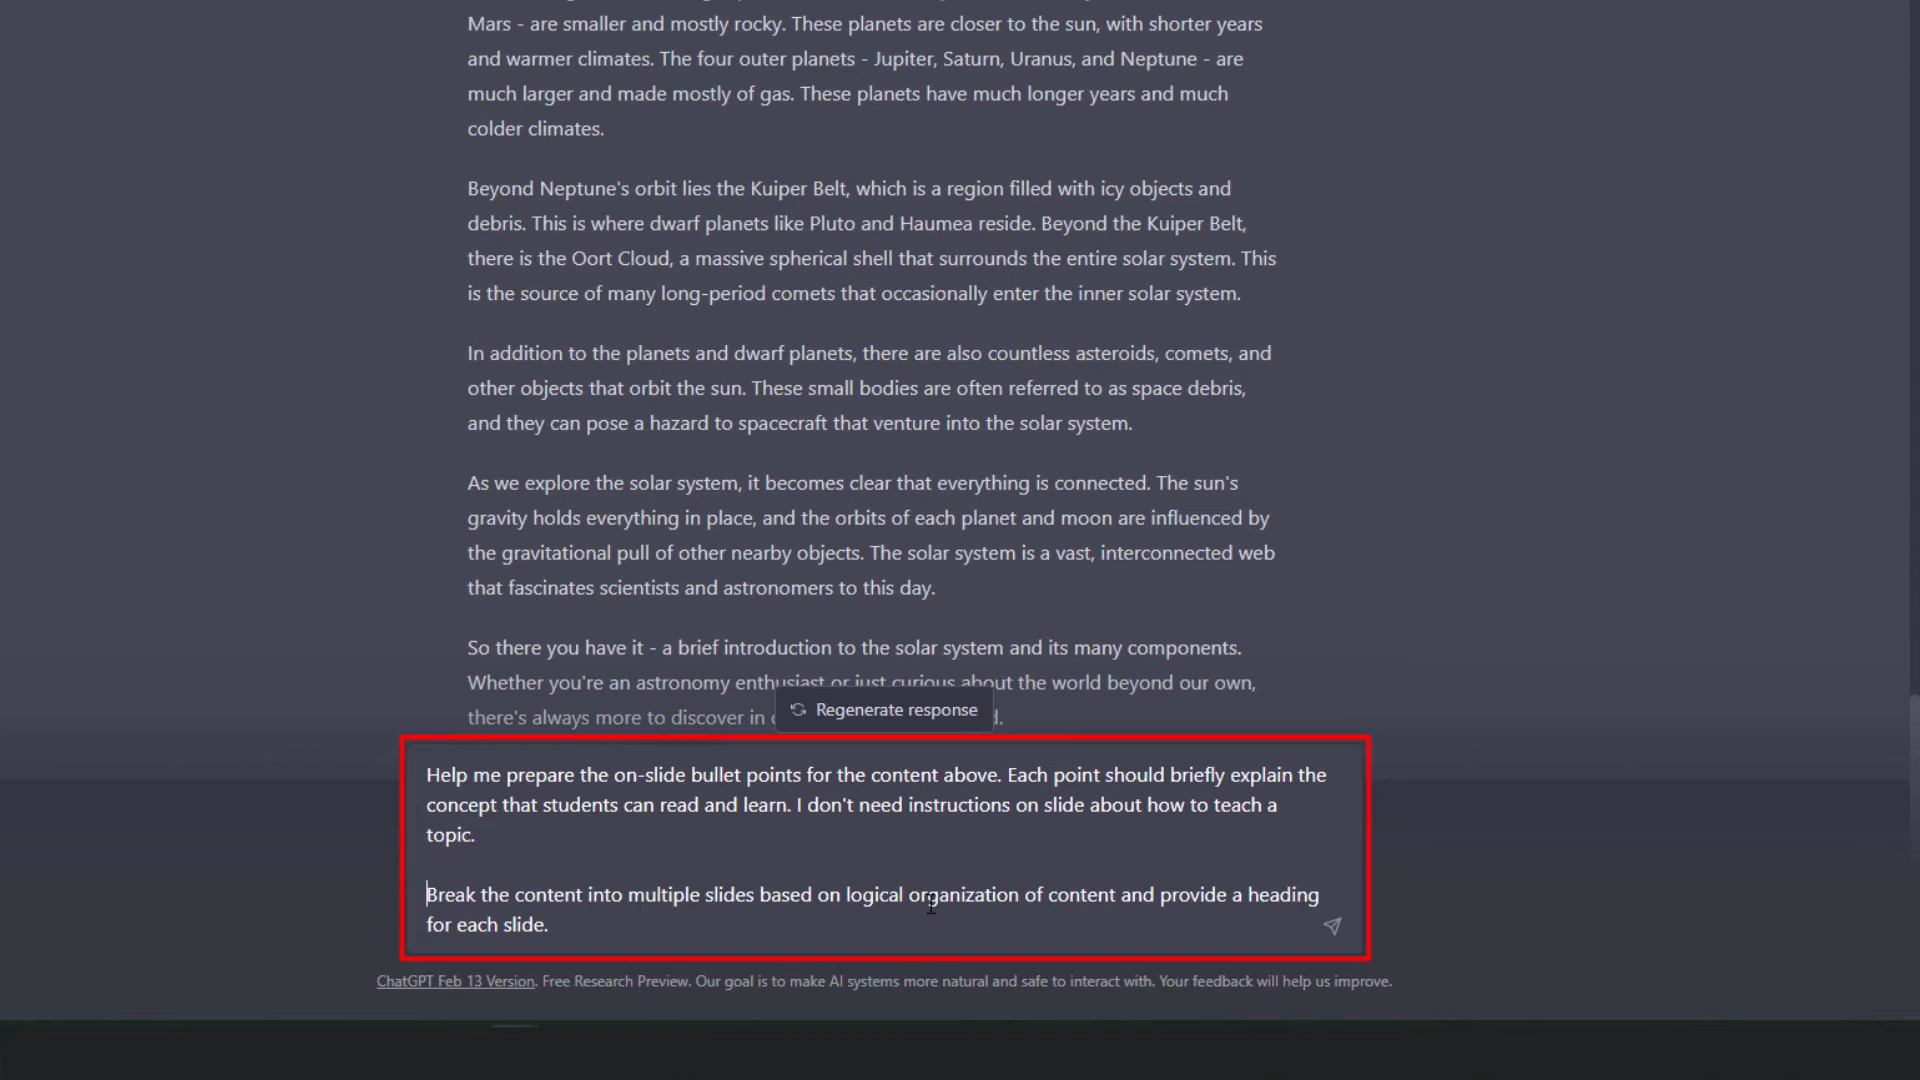 Mars - are smaller and mostly rocky. These planets are closer to the sun, with shorter years
and warmer climates. The four outer planets - Jupiter, Saturn, Uranus, and Neptune - are
much larger and made mostly of gas. These planets have much longer years and much
colder climates.
Beyond Neptune's orbit lies the Kuiper Belt, which is a region filled with icy objects and
debris. This is where dwarf planets like Pluto and Haumea reside. Beyond the Kuiper Belt,
there is the Oort Cloud, a massive spherical shell that surrounds the entire solar system. This
is the source of many long-period comets that occasionally enter the inner solar system.
In addition to the planets and dwarf planets, there are also countless asteroids, comets, and
other objects that orbit the sun. These small bodies are often referred to as space debris,
and they can pose a hazard to spacecraft that venture into the solar system.
As we explore the solar system, it becomes clear that everything is connected. The sun's
gravity holds everything in place, and the orbits of each planet and moon are influenced by
the gravitational pull of other nearby objects. The solar system is a vast, interconnected web
that fascinates scientists and astronomers to this day.
So there you have it - a brief introduction to the solar system and its many components.
Whether you're an astronomy enthusiast or just curious about the world beyond our own,
there's always more to discover in
Regenerate response
Help me prepare the on-slide bullet points for the content above. Each point should briefly explain the
concept that students can read and learn. I don't need instructions on slide about how to teach a
topic.
Break the content into multiple slides based on logical organization of content and provide a heading
for each slide.
ChatGPT Feb 13 Version. Free Research Preview. Our goal is to make AI systems more natural and safe to interact with. Your feedback will help us improve.